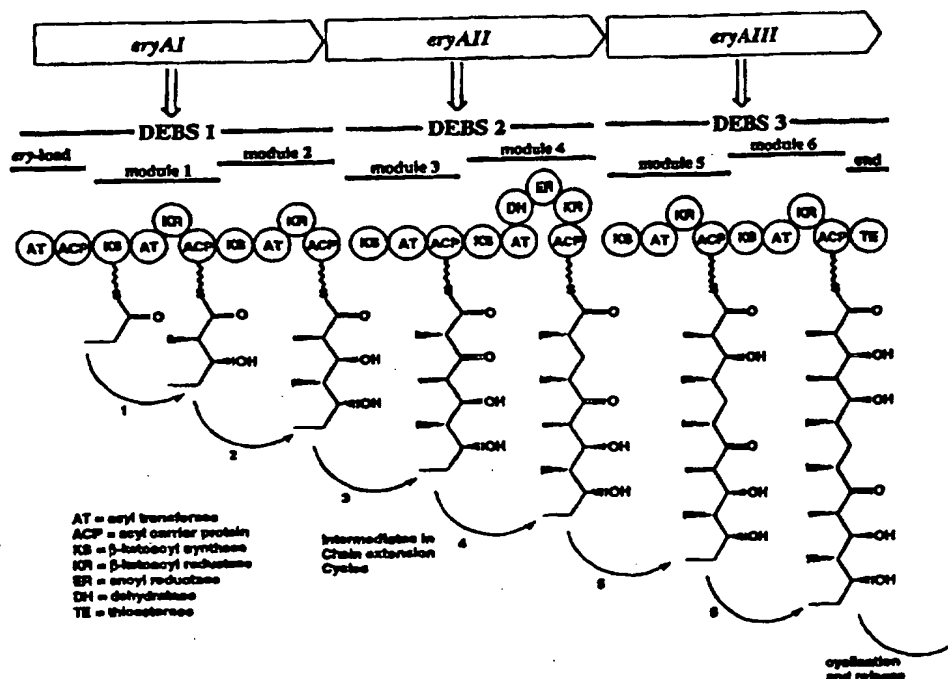 eryAI eryAII eryAIII
DEBS 1 DEBS 2 DEBS 3
ery-load module 1 module 2 module 3 module 4 module 5 module 6 end
AT ACP KS AT KR ACP KS AT KR ACP KS AT ACP KS AT DH ER KR ACP KS AT KR ACP KS AT KR ACP TE
S S S S S S S
O O O O O O O
OH OH O OH O OH
OH OH OH OH
OH OH O O
OH OH OH
OH OH
1 2 3 4 5 6
AT = acyl transferase
ACP = acyl carrier protein
KS = β-ketoacyl synthase
KR = β-ketoacyl reductase
ER = enoyl reductase
DH = dehydratase
TE = thioesterase
Intermediates in
Chain extension
Cycles
cyclisation
and release